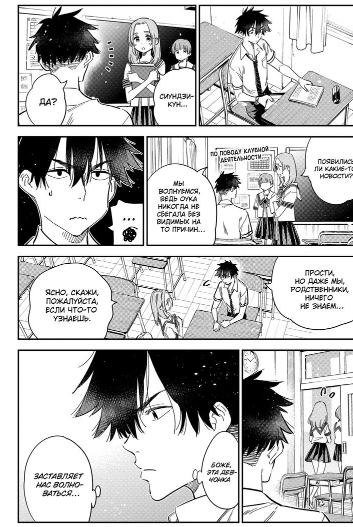 СИУНДЗИ-
КУН...
ДА?
ПО ПОВОДУ КЛУБНОЙ
ДЕЯТЕЛЬНОСТИ...
ПОЯВИЛИСЬ
ЛИ КАКИЕ-ТО
НОВОСТИ?
МЫ
ВОЛНУЕМСЯ,
ВЕДЬ ОУКА
НИКОГДА НЕ
СБЕГАЛА БЕЗ
ВИДИМЫХ НА
ТО ПРИЧИН...
...
ПРОСТИ,
НО ДАЖЕ МЫ,
РОДСТВЕННИКИ,
НИЧЕГО
НЕ ЗНАЕМ...
ЯСНО, СКАЖИ,
ПОЖАЛУЙСТА,
ЕСЛИ ЧТО-ТО
УЗНАЕШЬ.
БОЖЕ,
ЭТА ДЕВ-
ЧОНКА
ЗАСТАВЛЯЕТ
НАС ВОЛНО-
ВАТЬСЯ...